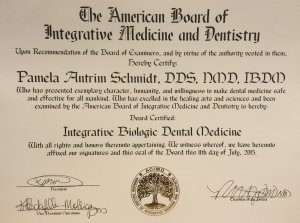 The American Board of
Integrative Medicine and Dentistry
Upon Recommendation of the Board of Examiners, and by virtue of the authority vested in them,
Hereby Certify
Pamela Antrim Schmidt, DDS, NMD, IBDM
Who has presented exemplary character, humanity, and willingness to make dental medicine safe
and effective for all mankind. Who has excelled in the healing arts and sciences and been
examined by the American Board of Integrative Medicine and Dentistry is hereby:
Board Certified:
Integrative Biologic Dental Medicine
With all rights and honors thereunto appertaining. We witness whereof, we have hereunto
affixed our signatures and this seal of the Board this 11th day of July, 2015.
President
Vice President Operations